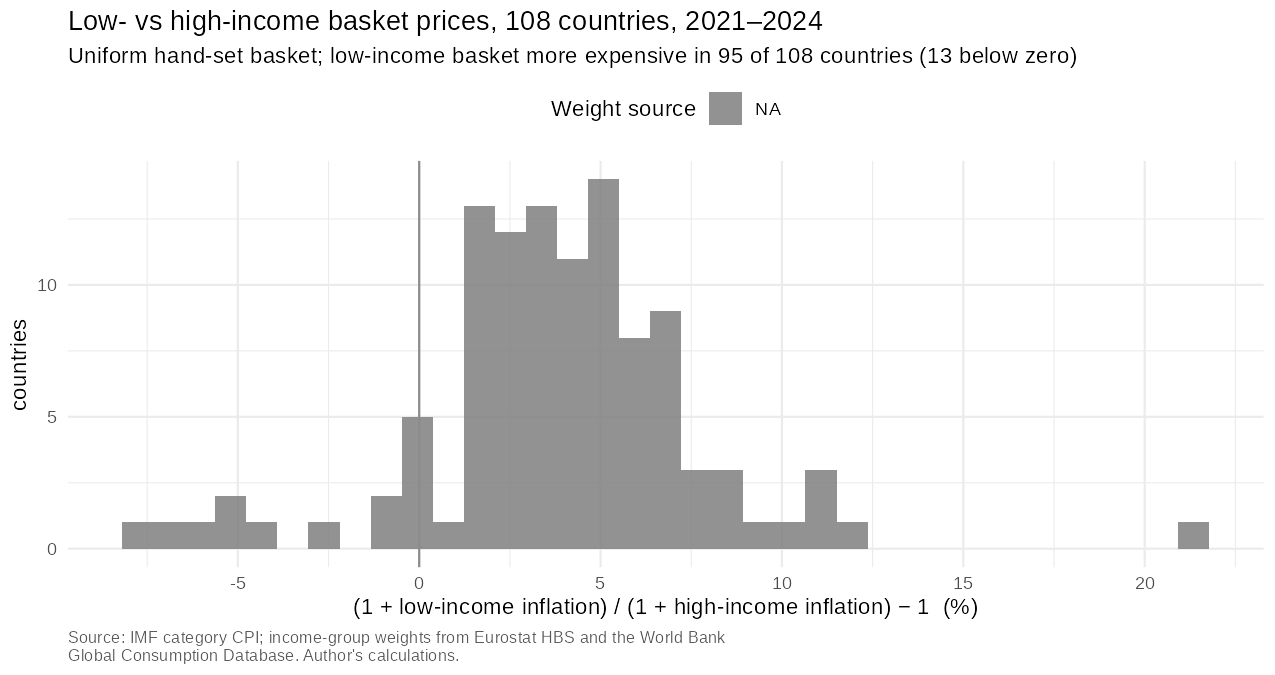 Low- vs high-income basket prices, 108 countries, 2021–2024
Uniform hand-set basket; low-income basket more expensive in 95 of 108 countries (13 below zero)
Weight source NA
countries
10
5
0
-5 0 5 10 15 20
(1 + low-income inflation) / (1 + high-income inflation) − 1 (%)
Source: IMF category CPI; income-group weights from Eurostat HBS and the World Bank
Global Consumption Database. Author's calculations.